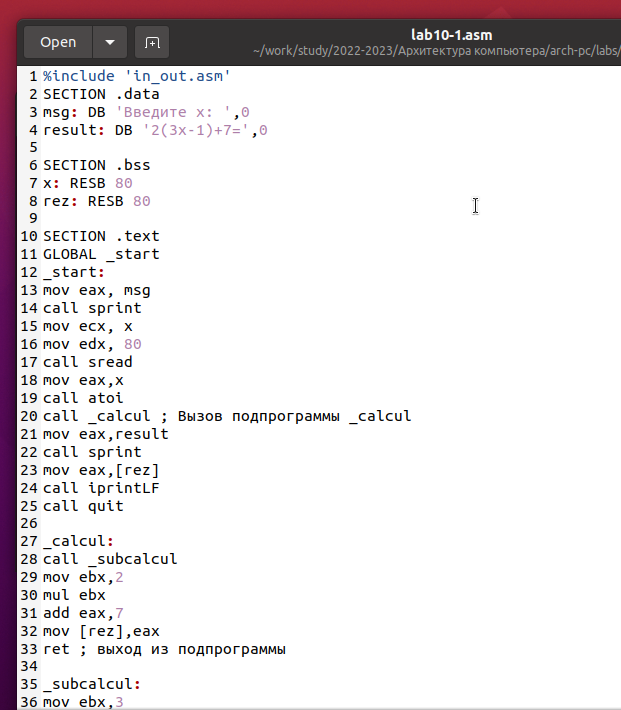 Open
lab10-1.asm
~/work/study/2022-2023/Архитектура компьютера/arch-pc/labs/
1 %include 'in_out.asm'
2 SECTION .data
3 msg: DB 'Введите x: ',0
4 result: DB '2(3x-1)+7=',0
5
6 SECTION .bss
7 x: RESB 80
8 rez: RESB 80
9
10 SECTION .text
11 GLOBAL _start
12 _start:
13 mov eax, msg
14 call sprint
15 mov ecx, x
16 mov edx, 80
17 call sread
18 mov eax,x
19 call atoi
20 call _calcul ; Вызов подпрограммы _calcul
21 mov eax,result
22 call sprint
23 mov eax,[rez]
24 call iprintLF
25 call quit
26
27 _calcul:
28 call _subcalcul
29 mov ebx,2
30 mul ebx
31 add eax,7
32 mov [rez],eax
33 ret ; выход из подпрограммы
34
35 _subcalcul:
36 mov ebx,3